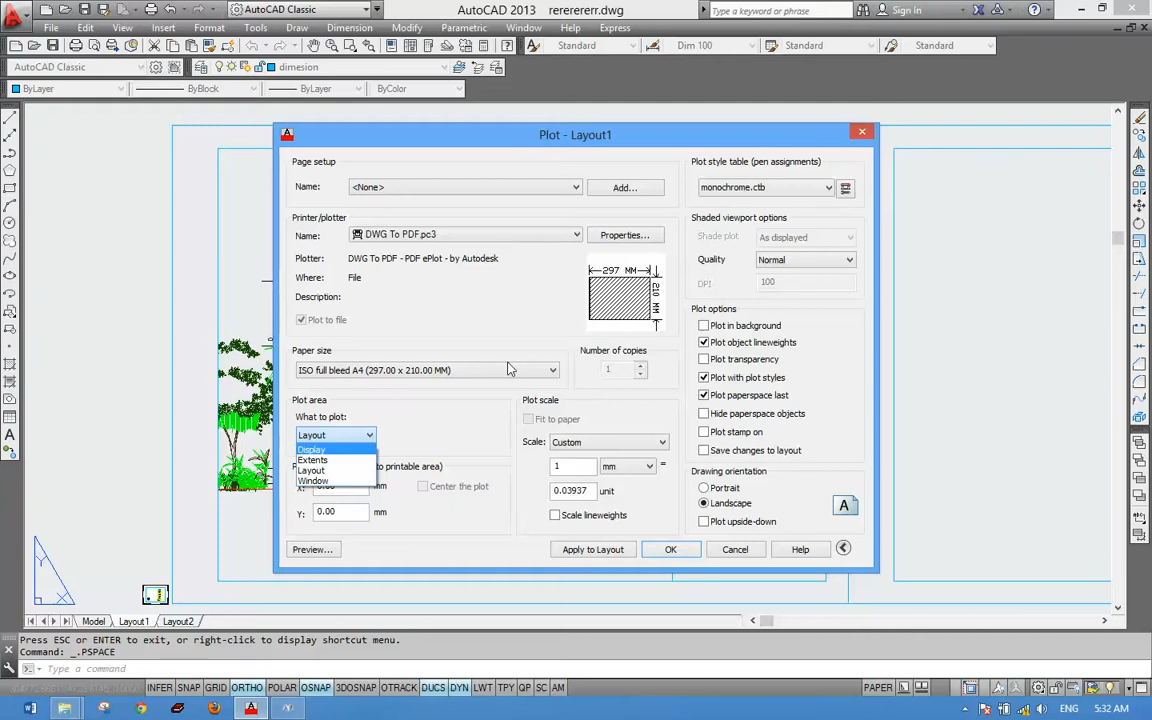 AutoCAD Classic
AutoCAD 2013 rererererr.dwg
Type a keyword or phrase
Sign In
File Edit View Insert Format Tools Draw Dimension Modify Parametric Window Help Express
Standard Dim 100 Standard Standard
AutoCAD Classic dimesion
ByLayer ByBlock ByLayer ByColor
Plot - Layout1
Page setup
Name: <None> Add...
Plot style table (pen assignments)
monochrome.ctb
Printer/plotter
Name: DWG To PDF.pc3 Properties...
Plotter: DWG To PDF - PDF ePlot - by Autodesk
Where: File
Description:
Plot to file
297 MM
210 MM
Shaded viewport options
Shade plot As displayed
Quality Normal
DPI 100
Paper size
ISO full bleed A4 (297.00 x 210.00 MM)
Number of copies
1
Plot area
What to plot:
Layout
Display
Extents
Layout
Window
to printable area)
mm
Center the plot
Y: 0.00 mm
Plot scale
Fit to paper
Scale: Custom
1 mm =
0.03937 unit
Scale lineweights
Plot options
Plot in background
Plot object lineweights
Plot transparency
Plot with plot styles
Plot paperspace last
Hide paperspace objects
Plot stamp on
Save changes to layout
Drawing orientation
Portrait
Landscape
Plot upside-down
A
Preview... Apply to Layout OK Cancel Help
Y
X
Model Layout1 Layout2
Press ESC or ENTER to exit, or right-click to display shortcut menu.
Command: _.PSPACE
Type a command
INFER SNAP GRID ORTHO POLAR OSNAP 3DOSNAP OTRACK DUCS DYN LWT TPY QP SC AM
PAPER
ENG 5:32 AM